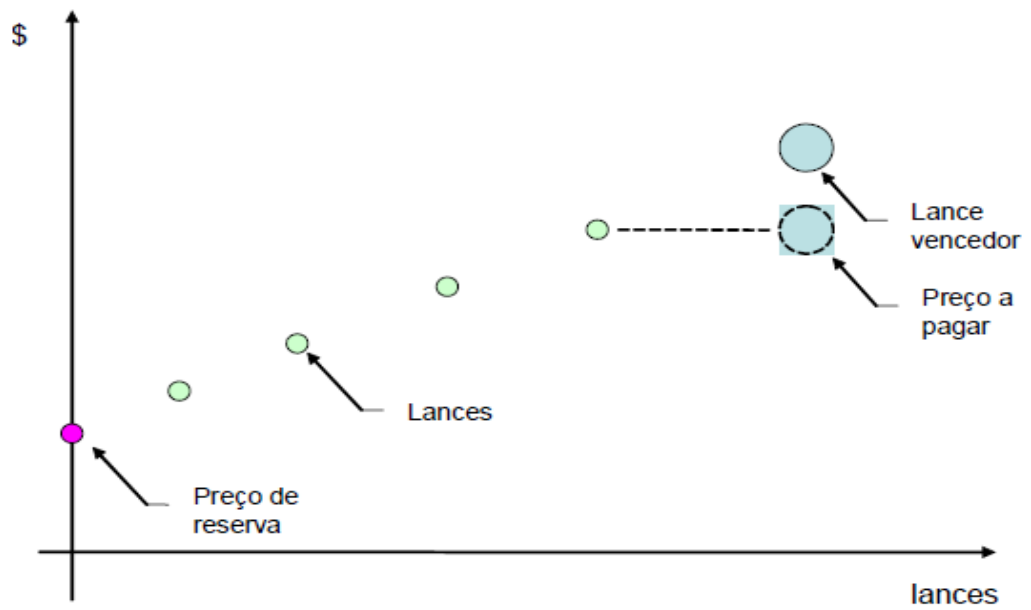 $
Lance
vencedor
Preço a
pagar
Lances
Preço de
reserva
lances